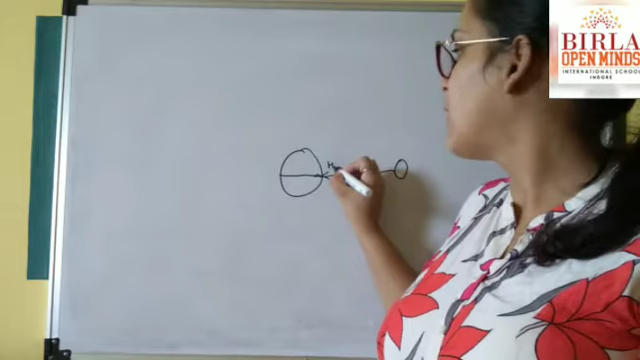 BIRLA
OPEN MINDS
INTERNATIONAL SCHOOL
INDORE